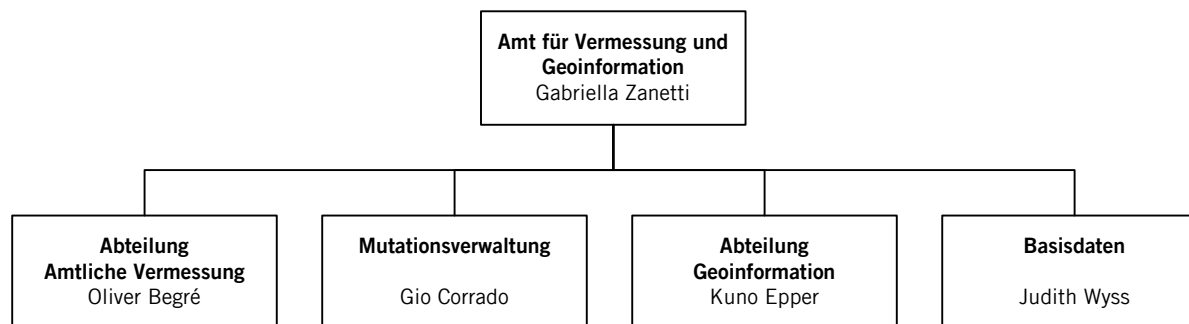 Amt für Vermessung und
Geoinformation
Gabriella Zanetti
Abteilung
Amtliche Vermessung
Oliver Begré
Mutationsverwaltung
Gio Corrado
Abteilung
Geoinformation
Kuno Epper
Basisdaten
Judith Wyss